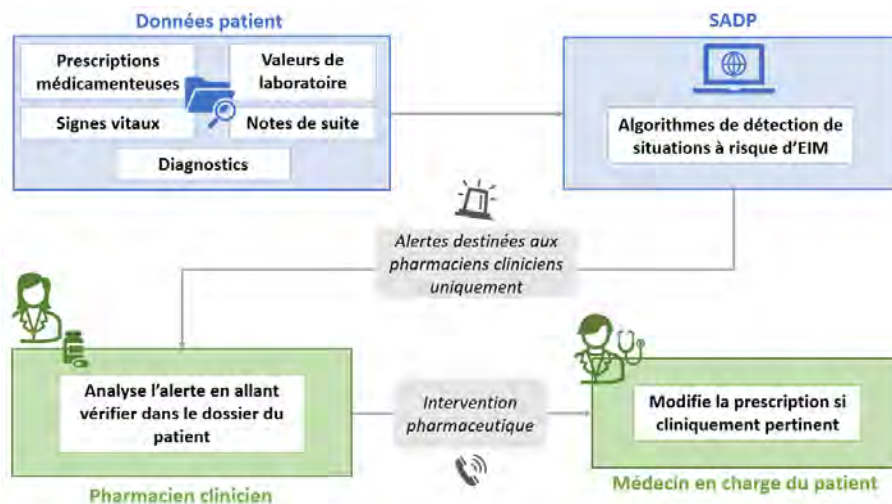 Données patient
Prescriptions
médicamenteuses
Valeurs de
laboratoire
Signes vitaux
Notes de suite
Diagnostics
SADP
Algorithmes de détection de
situations à risque d'EIM
Alertes destinées aux
pharmaciens cliniciens
uniquement
Analyse l'alerte en allant
vérifier dans le dossier du
patient
Pharmacien clinicien
Intervention
pharmaceutique
Modifie la prescription si
cliniquement pertinent
Médecin en charge du patient